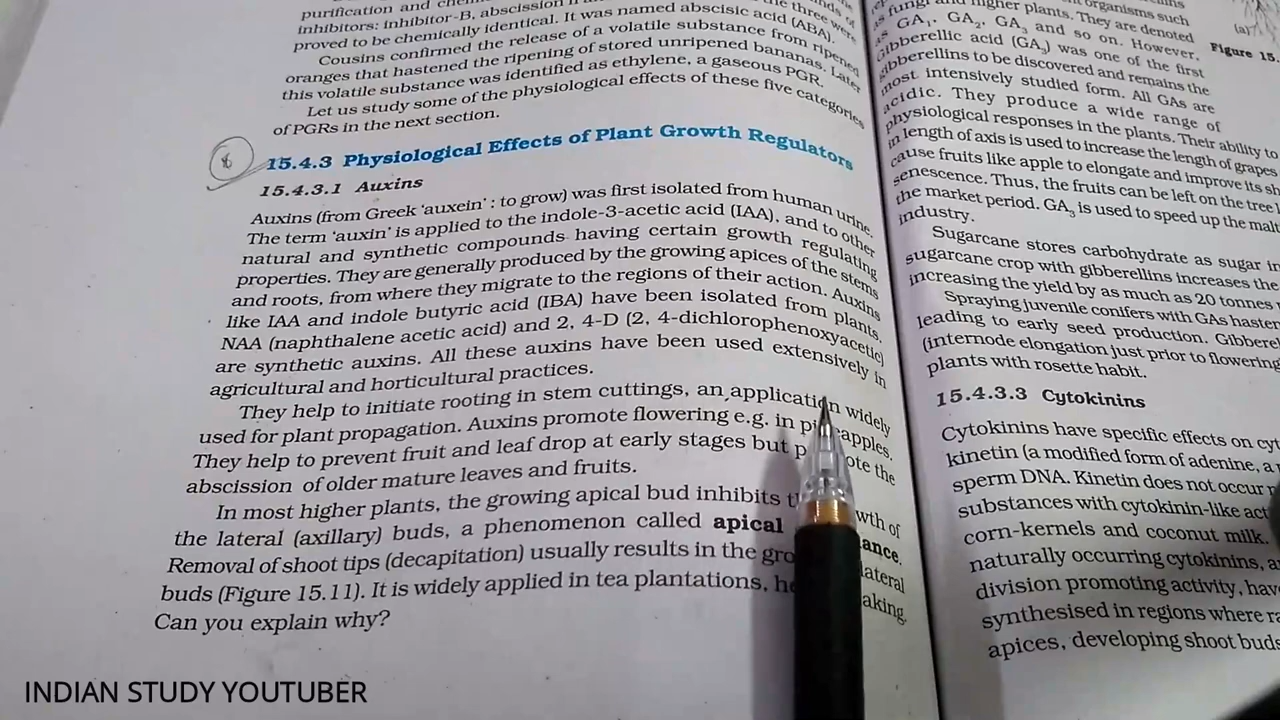 purification and
inhibitors: inhibitor-B, abscission the three were
proved to be chemically identical. It was named abscisic acid (ABA).
Cousins confirmed the release of a volatile substance from ripened
oranges that hastened the ripening of stored unripened bananas. Later
this volatile substance was identified as ethylene, a gaseous PGR.
Let us study some of the physiological effects of these five categories
of PGRs in the next section.
15.4.3 Physiological Effects of Plant Growth Regulators
15.4.3.1 Auxins
Auxins (from Greek ‘auxein’ : to grow) was first isolated from human urine.
The term ‘auxin’ is applied to the indole-3-acetic acid (IAA), and to other
natural and synthetic compounds having certain growth regulating
properties. They are generally produced by the growing apices of the stems
and roots, from where they migrate to the regions of their action. Auxins
like IAA and indole butyric acid (IBA) have been isolated from plants.
NAA (naphthalene acetic acid) and 2, 4-D (2, 4-dichlorophenoxyacetic)
are synthetic auxins. All these auxins have been used extensively in
agricultural and horticultural practices.
They help to initiate rooting in stem cuttings, an application widely
used for plant propagation. Auxins promote flowering e.g. in pineapples.
They help to prevent fruit and leaf drop at early stages but promote the
abscission of older mature leaves and fruits.
In most higher plants, the growing apical bud inhibits wth of
the lateral (axillary) buds, a phenomenon called apical ance.
Removal of shoot tips (decapitation) usually results in the gro lateral
buds (Figure 15.11). It is widely applied in tea plantations, he aking.
Can you explain why?
organisms such
as fungi and higher plants. They are denoted
as GA1, GA2, GA3 and so on. However,
Gibberellic acid (GA3) was one of the first
gibberellins to be discovered and remains the
most intensively studied form. All GAs are
acidic. They produce a wide range of
physiological responses in the plants. Their ability to
in length of axis is used to increase the length of grapes
cause fruits like apple to elongate and improve its sh
senescence. Thus, the fruits can be left on the tree
the market period. GA3 is used to speed up the malt
industry.
Sugarcane stores carbohydrate as sugar in
sugarcane crop with gibberellins increases the
increasing the yield by as much as 20 tonnes
Spraying juvenile conifers with GAs hasten
leading to early seed production. Gibberel
(internode elongation just prior to flowering
plants with rosette habit.
15.4.3.3 Cytokinins
Cytokinins have specific effects on cyt
kinetin (a modified form of adenine, a
sperm DNA. Kinetin does not occur
substances with cytokinin-like act
corn-kernels and coconut milk.
naturally occurring cytokinins, a
division promoting activity, hav
synthesised in regions where ra
apices, developing shoot buds
(a)
Figure 15.
INDIAN STUDY YOUTUBER